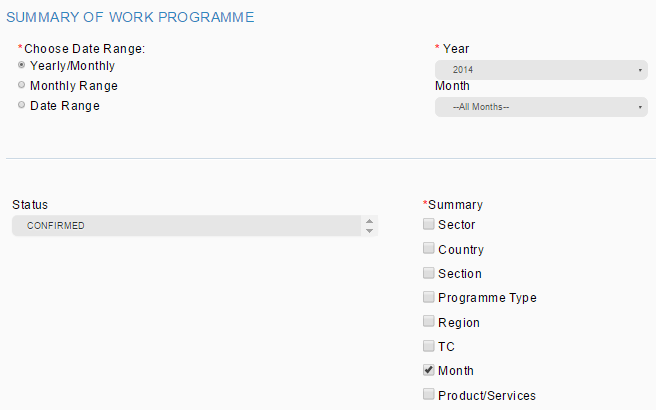 SUMMARY OF WORK PROGRAMME
*Choose Date Range:
Yearly/Monthly
Monthly Range
Date Range
* Year
2014
Month
--All Months--
Status
CONFIRMED
*Summary
Sector
Country
Section
Programme Type
Region
TC
Month
Product/Services